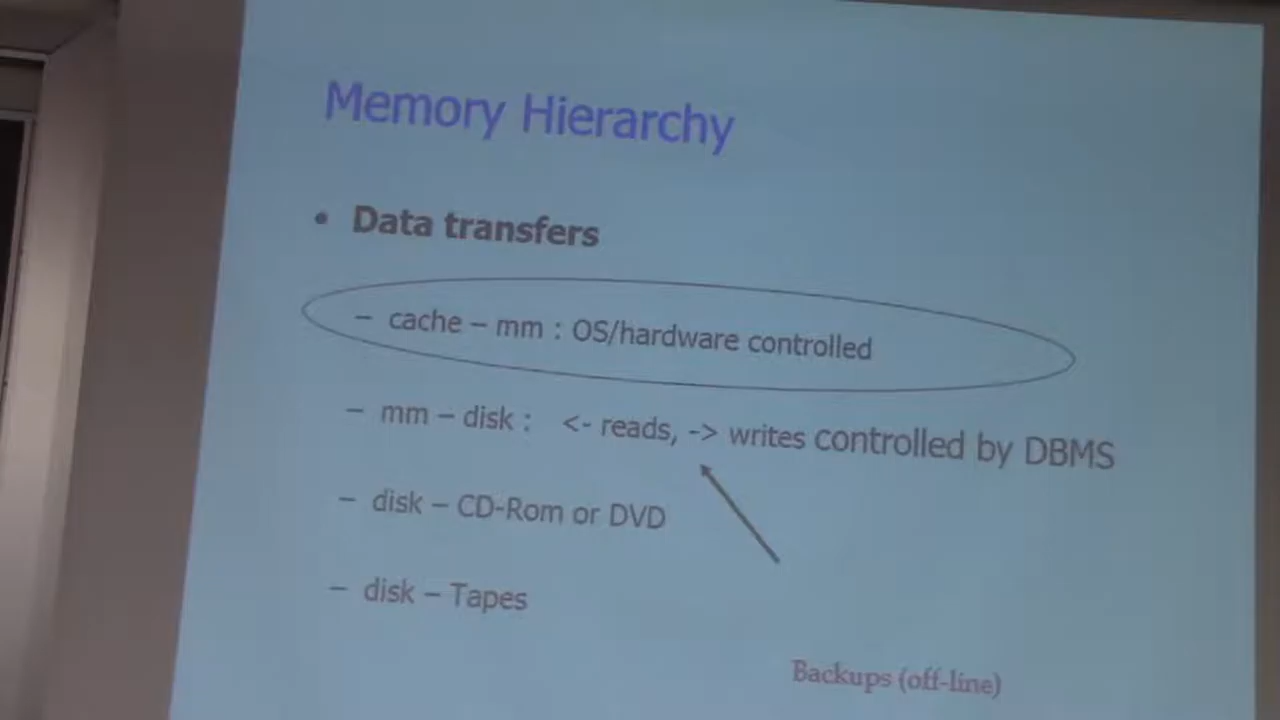 Memory Hierarchy
• Data transfers
– cache – mm : OS/hardware controlled
– mm – disk : <- reads, -> writes controlled by DBMS
– disk – CD-Rom or DVD
– disk – Tapes
Backups (off-line)